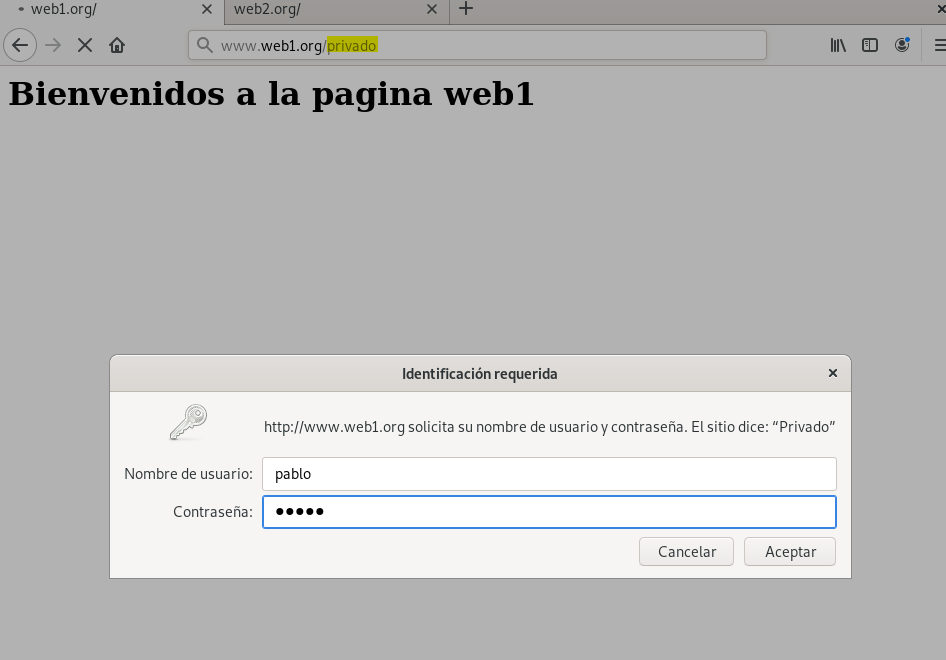 web1.org/
web2.org/
www.web1.org/privado
Bienvenidos a la pagina web1
Identificación requerida
http://www.web1.org solicita su nombre de usuario y contraseña. El sitio dice: “Privado”
Nombre de usuario: pablo
Contraseña: ●●●●●
Cancelar Aceptar